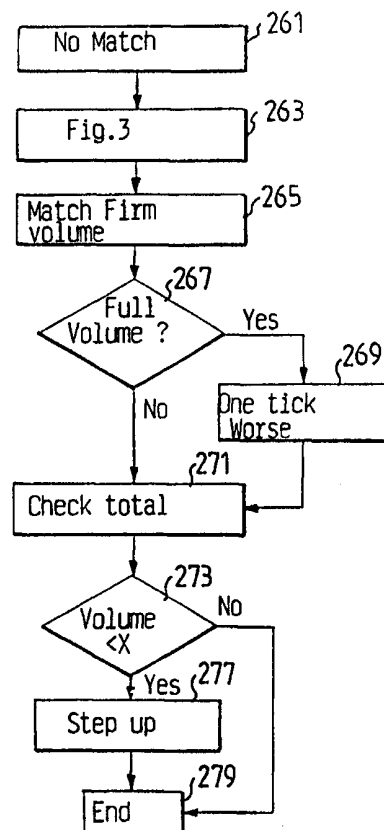 No Match
261
Fig.3
263
Match Firm
volume
265
Full
Volume ?
267
Yes
No
One tick
Worse
269
Check total
271
Volume
<X
273
No
Yes
Step up
277
End
279